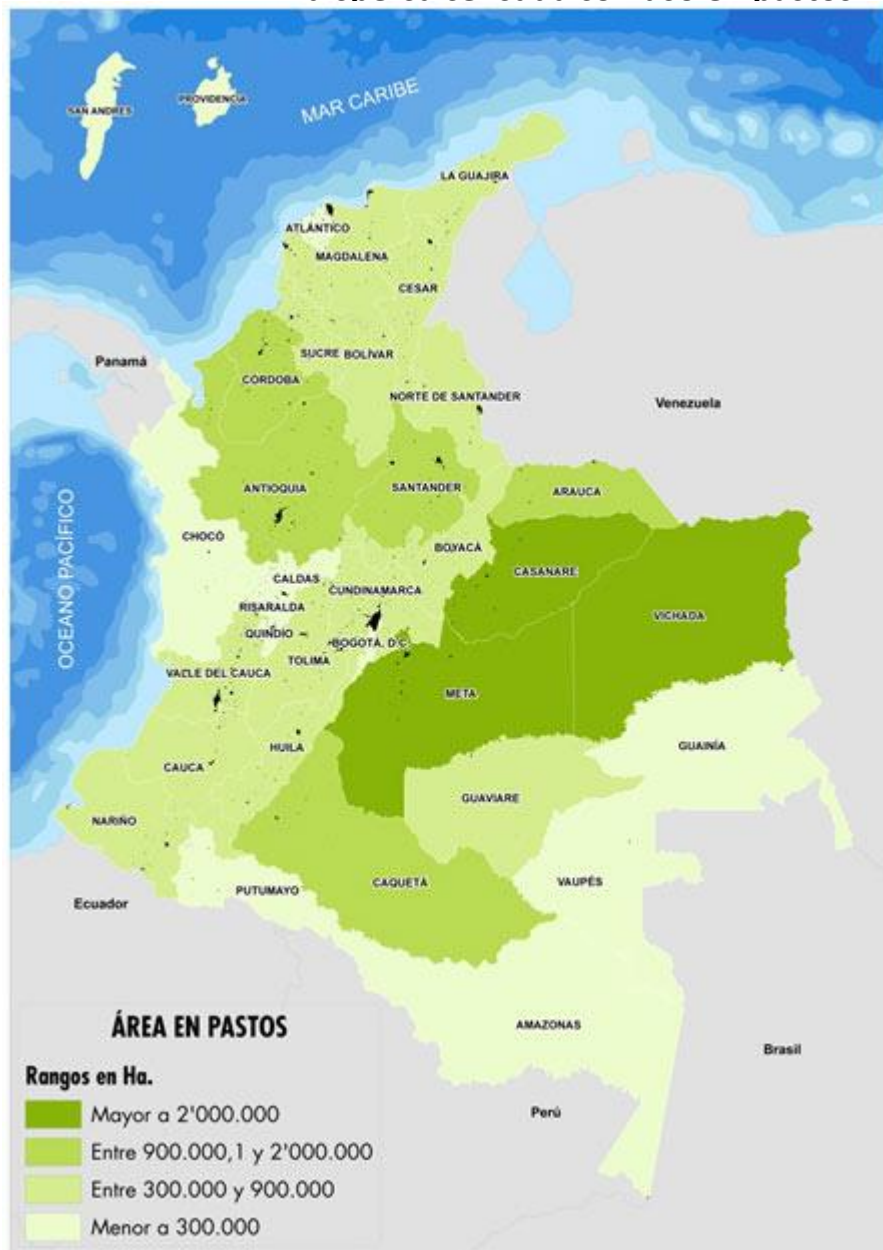 SAN ANDRES
PROVIDENCIA
MAR CARIBE
LA GUAJIRA
ATLÁNTICO
MAGDALENA
CESAR
SUCRE BOLÍVAR
Panamá
CÓRDOBA
NORTE DE SANTANDER
Venezuela
ANTIOQUIA
SANTANDER
ARAUCA
OCEANO PACÍFICO
CHOCÓ
BOYACÁ
CASANARE
CALDAS
CUNDINAMARCA
RISARALDA
VICHADA
QUINDIO
BOGOTÁ, D.C.
TOLIMA
VALLE DEL CAUCA
META
HUILA
GUAINÍA
CAUCA
GUAVIARE
NARIÑO
CAQUETÁ
VAUPÉS
PUTUMAYO
Ecuador
AMAZONAS
Brasil
Perú
ÁREA EN PASTOS
Rangos en Ha.
Mayor a 2'000.000
Entre 900.000,1 y 2'000.000
Entre 300.000 y 900.000
Menor a 300.000